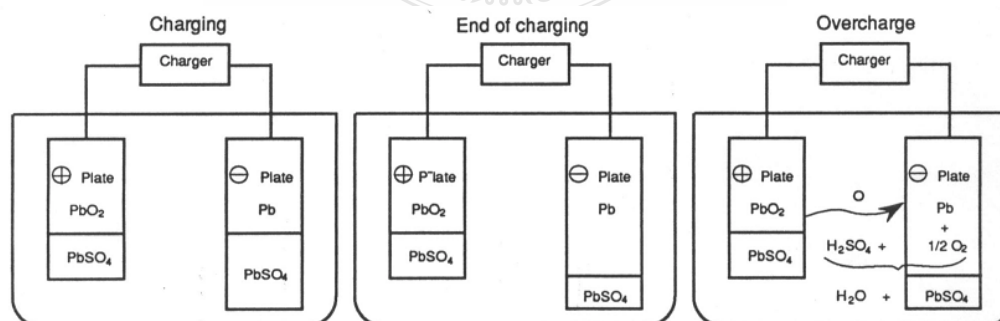 Charging
Charger
⊕ Plate
PbO₂
PbSO₄
⊖ Plate
Pb
PbSO₄
End of charging
Charger
⊕ P⁻late
PbO₂
PbSO₄
⊖ Plate
Pb
PbSO₄
Overcharge
Charger
⊕ Plate
PbO₂
PbSO₄
O
H₂SO₄ +
H₂O +
⊖ Plate
Pb
+
1/2 O₂
PbSO₄